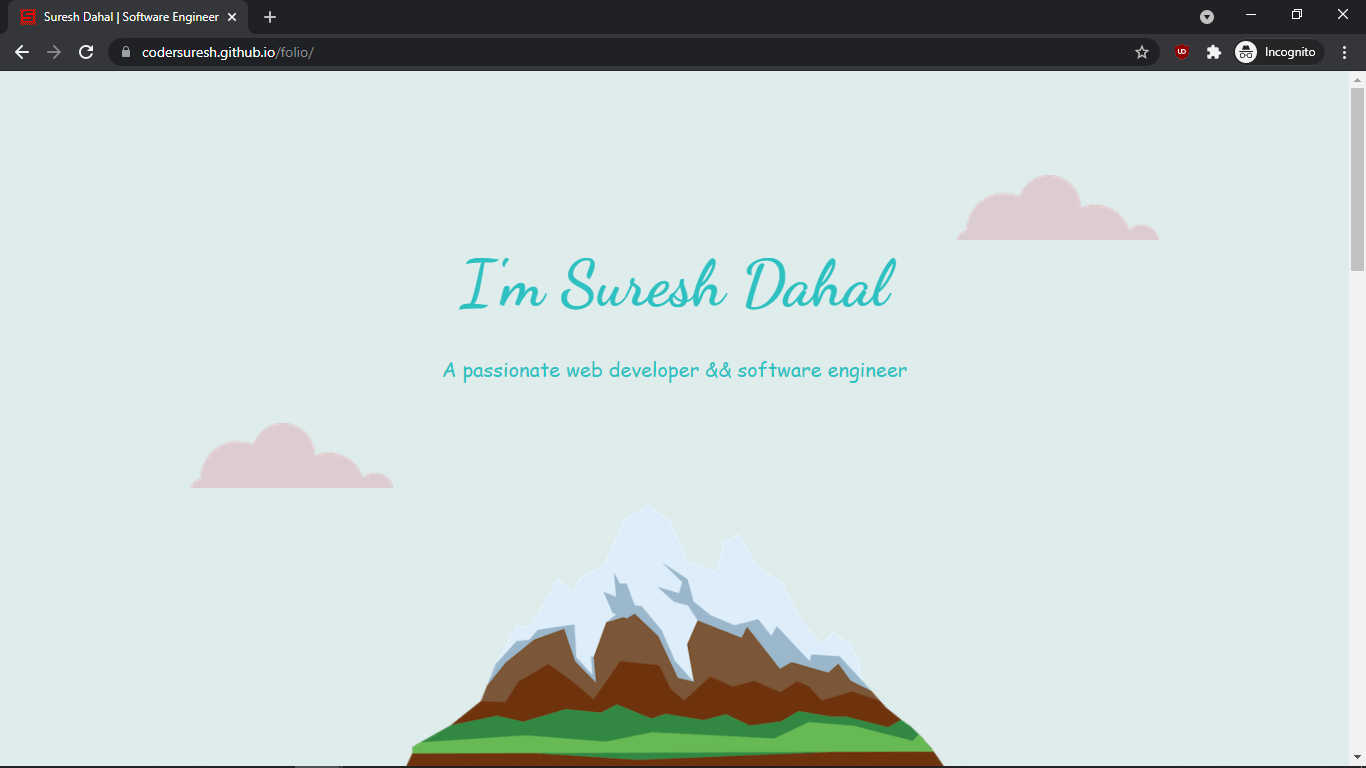 Suresh Dahal | Software Engineer
codersuresh.github.io/folio/
Incognito
I'm Suresh Dahal
A passionate web developer && software engineer